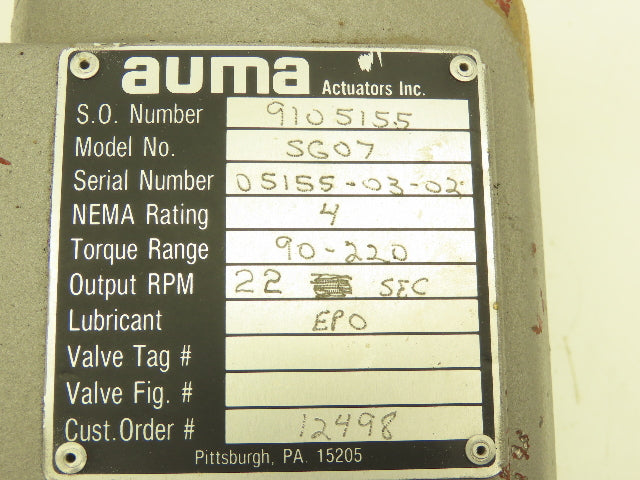 auma Actuators Inc.
S.O. Number 9105155
Model No. SG07
Serial Number 05155-03-02
NEMA Rating 4
Torque Range 90-220
Output RPM 22 SEC
Lubricant EPO
Valve Tag #
Valve Fig. #
Cust. Order # 12498
Pittsburgh, PA. 15205